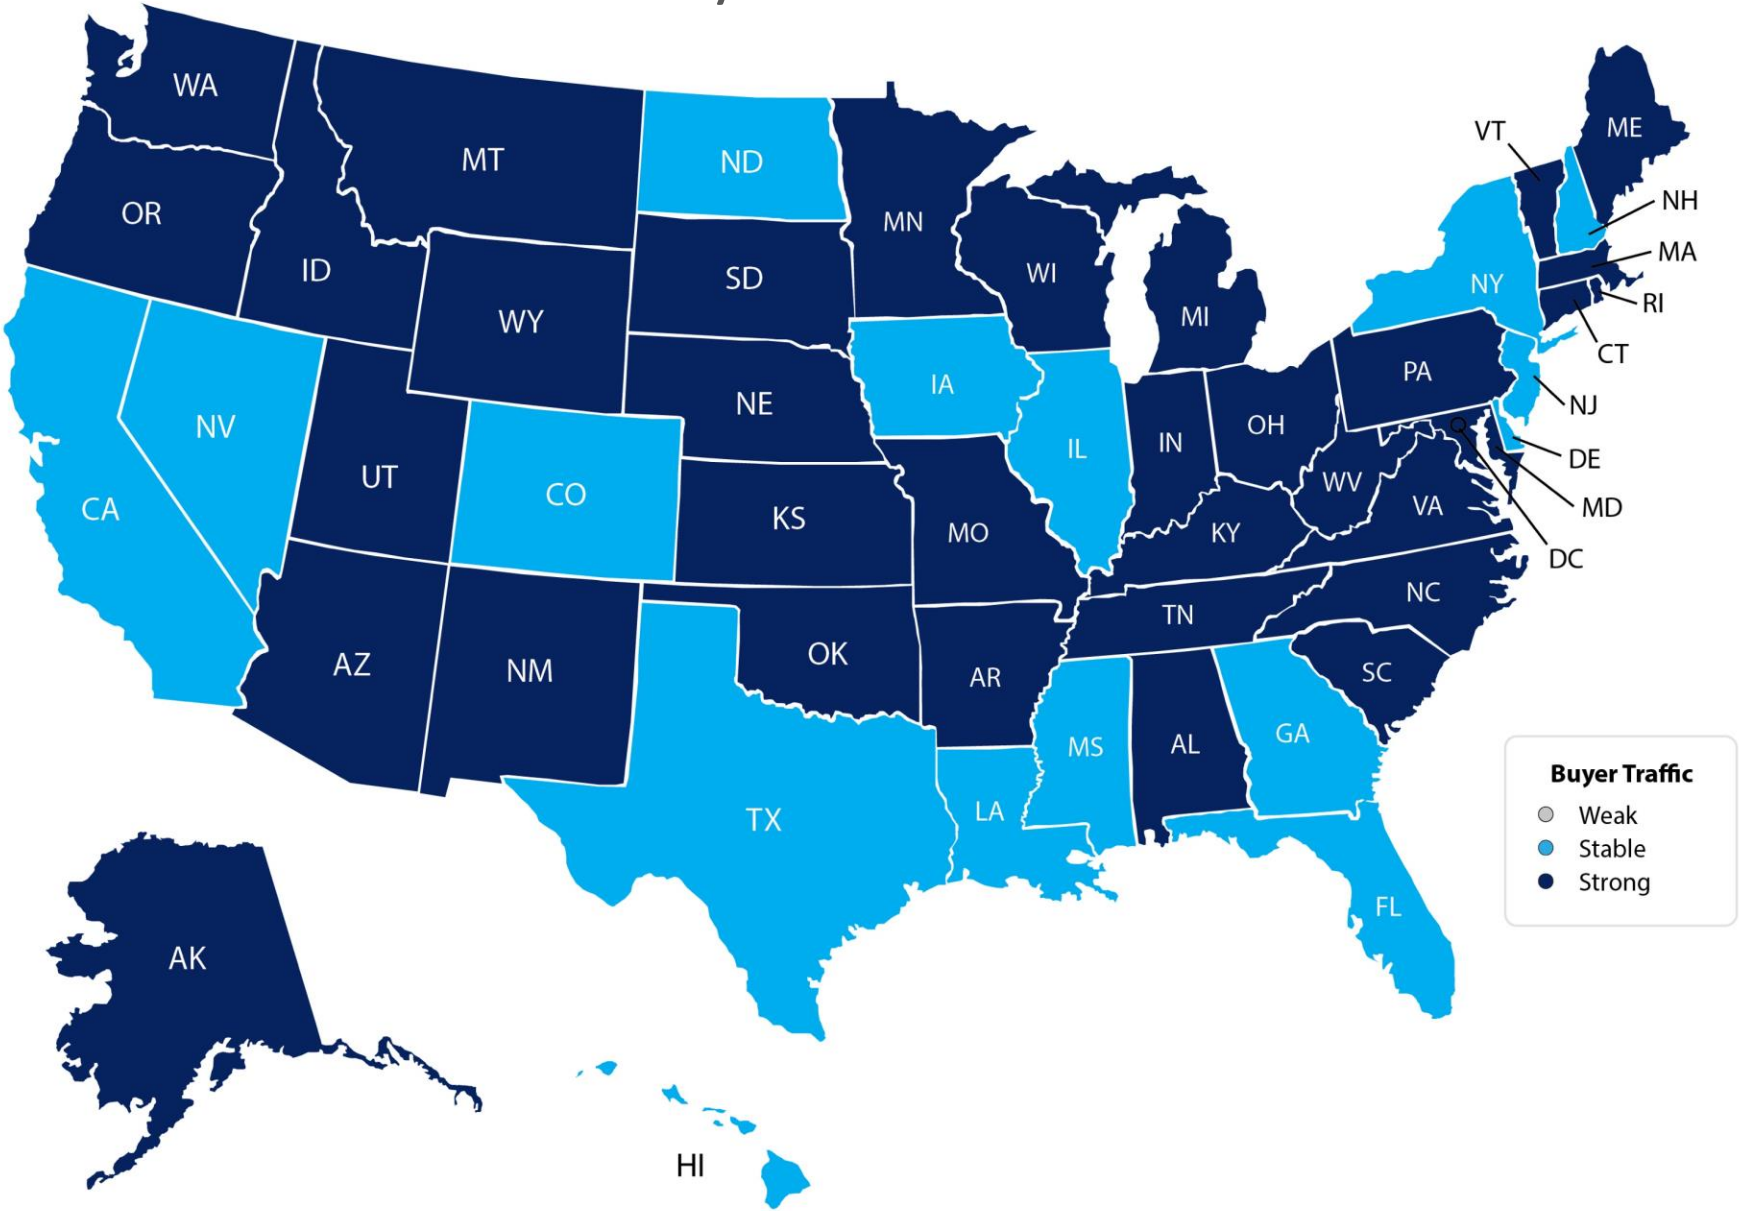 WA
ME
VT
MT
ND
NH
OR
MN
MA
ID
SD
WI
NY
RI
WY
MI
CT
PA
IA
NE
NJ
NV
OH
IN
IL
DE
UT
WV
CO
CA
KS
VA
MD
MO
KY
DC
NC
TN
OK
AZ
NM
AR
SC
GA
MS
AL
TX
LA
Buyer Traffic
Weak
Stable
Strong
FL
AK
HI